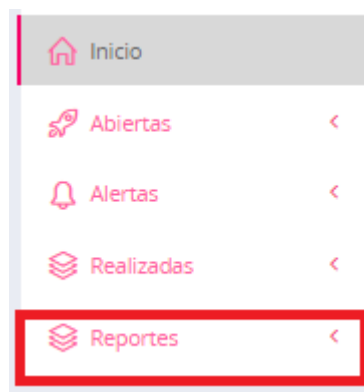 Inicio
Abiertas
Alertas
Realizadas
Reportes